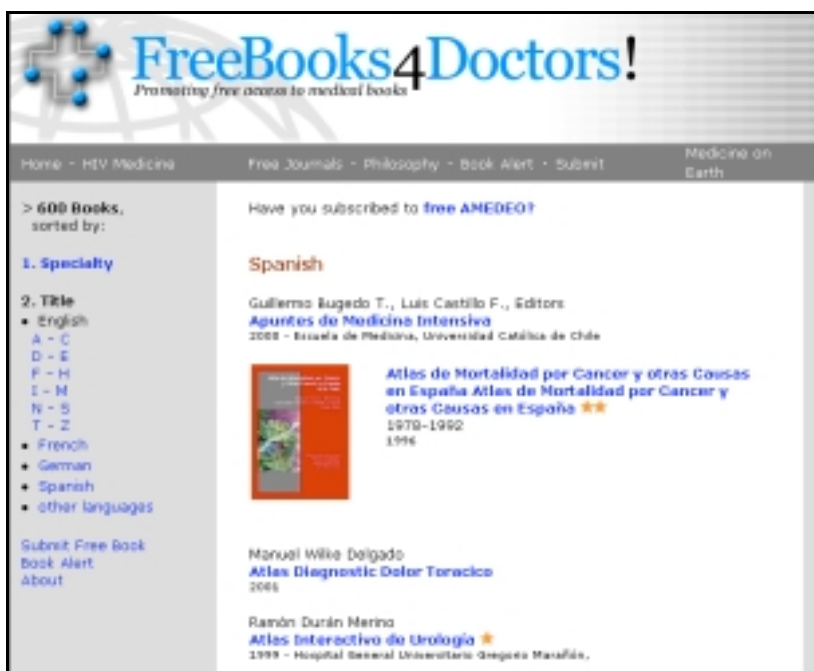 FreeBooks4Doctors!
Promoting free access to medical books
Home - HIV Medicine
Free Journals - Philosophy - Book Alert - Submit
Medicine on
Earth
> 600 Books,
sorted by:
1. Specialty
2. Title
• English
A - C
D - E
F - H
I - M
N - S
T - Z
• French
• German
• Spanish
• other languages
Submit Free Book
Book Alert
About
Have you subscribed to free AMEDEO?
Spanish
Guillermo Bugedo T., Luis Castillo F., Editors
Apuntes de Medicina Intensiva
2000 - Escuela de Medicina, Universidad Católica de Chile
Atlas de Mortalidad por Cancer y otras Causas
en España Atlas de Mortalidad por Cancer y
otras Causas en España
1978-1992
1996
Manuel Wilke Delgado
Atlas Diagnostic Dolor Toracico
2001
Ramón Durán Merino
Atlas Interactivo de Urología
1999 - Hospital General Universitario Gregorio Marañón,